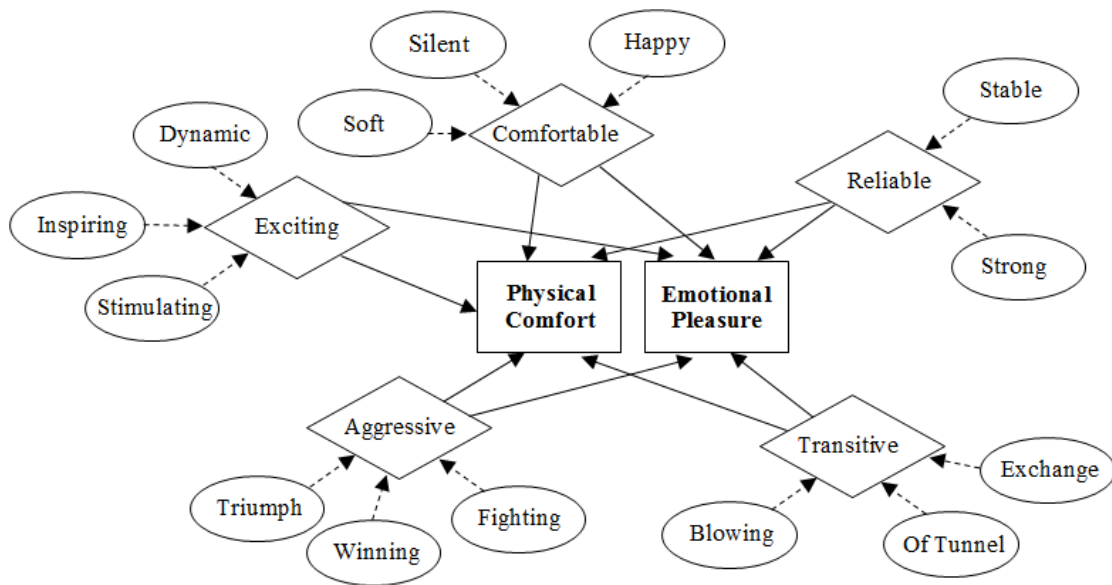 Silent
Happy
Stable
Soft
Comfortable
Dynamic
Reliable
Inspiring
Exciting
Strong
Stimulating
Physical
Comfort
Emotional
Pleasure
Aggressive
Transitive
Exchange
Triumph
Fighting
Blowing
Of Tunnel
Winning